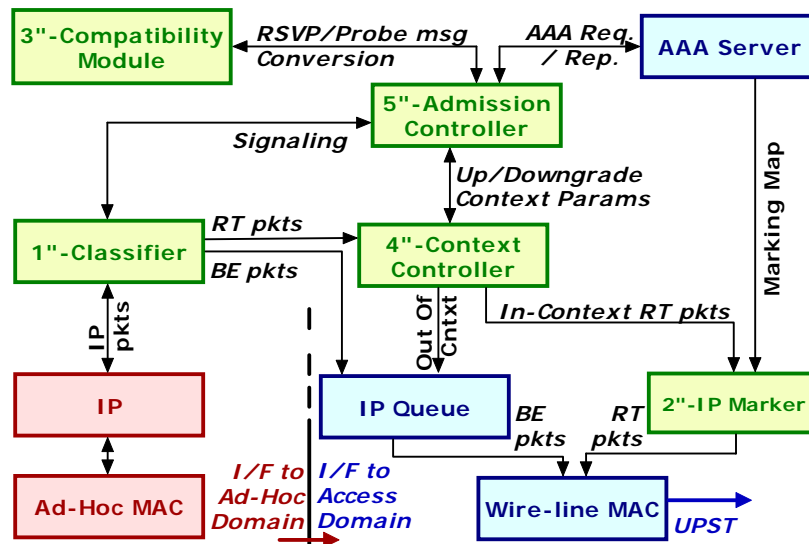 3"-Compatibility
Module
RSVP/Probe msg
Conversion
AAA Req.
/ Rep.
AAA Server
5"-Admission
Controller
Signaling
Up/Downgrade
Context Params
Marking Map
1"-Classifier
RT pkts
BE pkts
4"-Context
Controller
IP
pkts
Out Of
Cntxt
In-Context RT pkts
IP
IP Queue
2"-IP Marker
BE
pkts
RT
pkts
Ad-Hoc MAC
I/F to
Ad-Hoc
Domain
I/F to
Access
Domain
Wire-line MAC
UPST